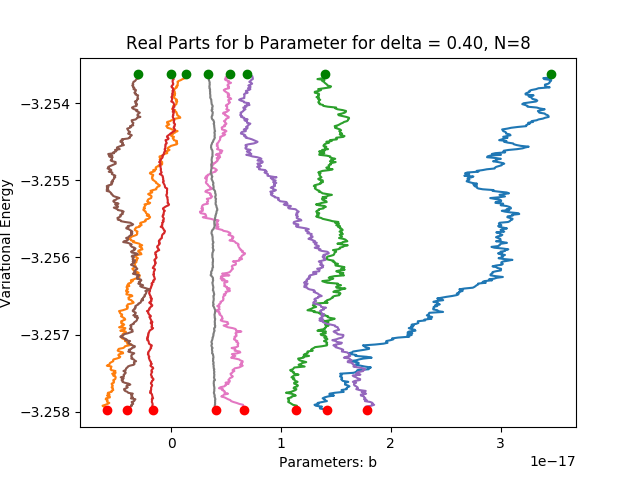 Real Parts for b Parameter for delta = 0.40, N=8
Variational Energy
−3.254
−3.255
−3.256
−3.257
−3.258
0 1 2 3
1e−17
Parameters: b